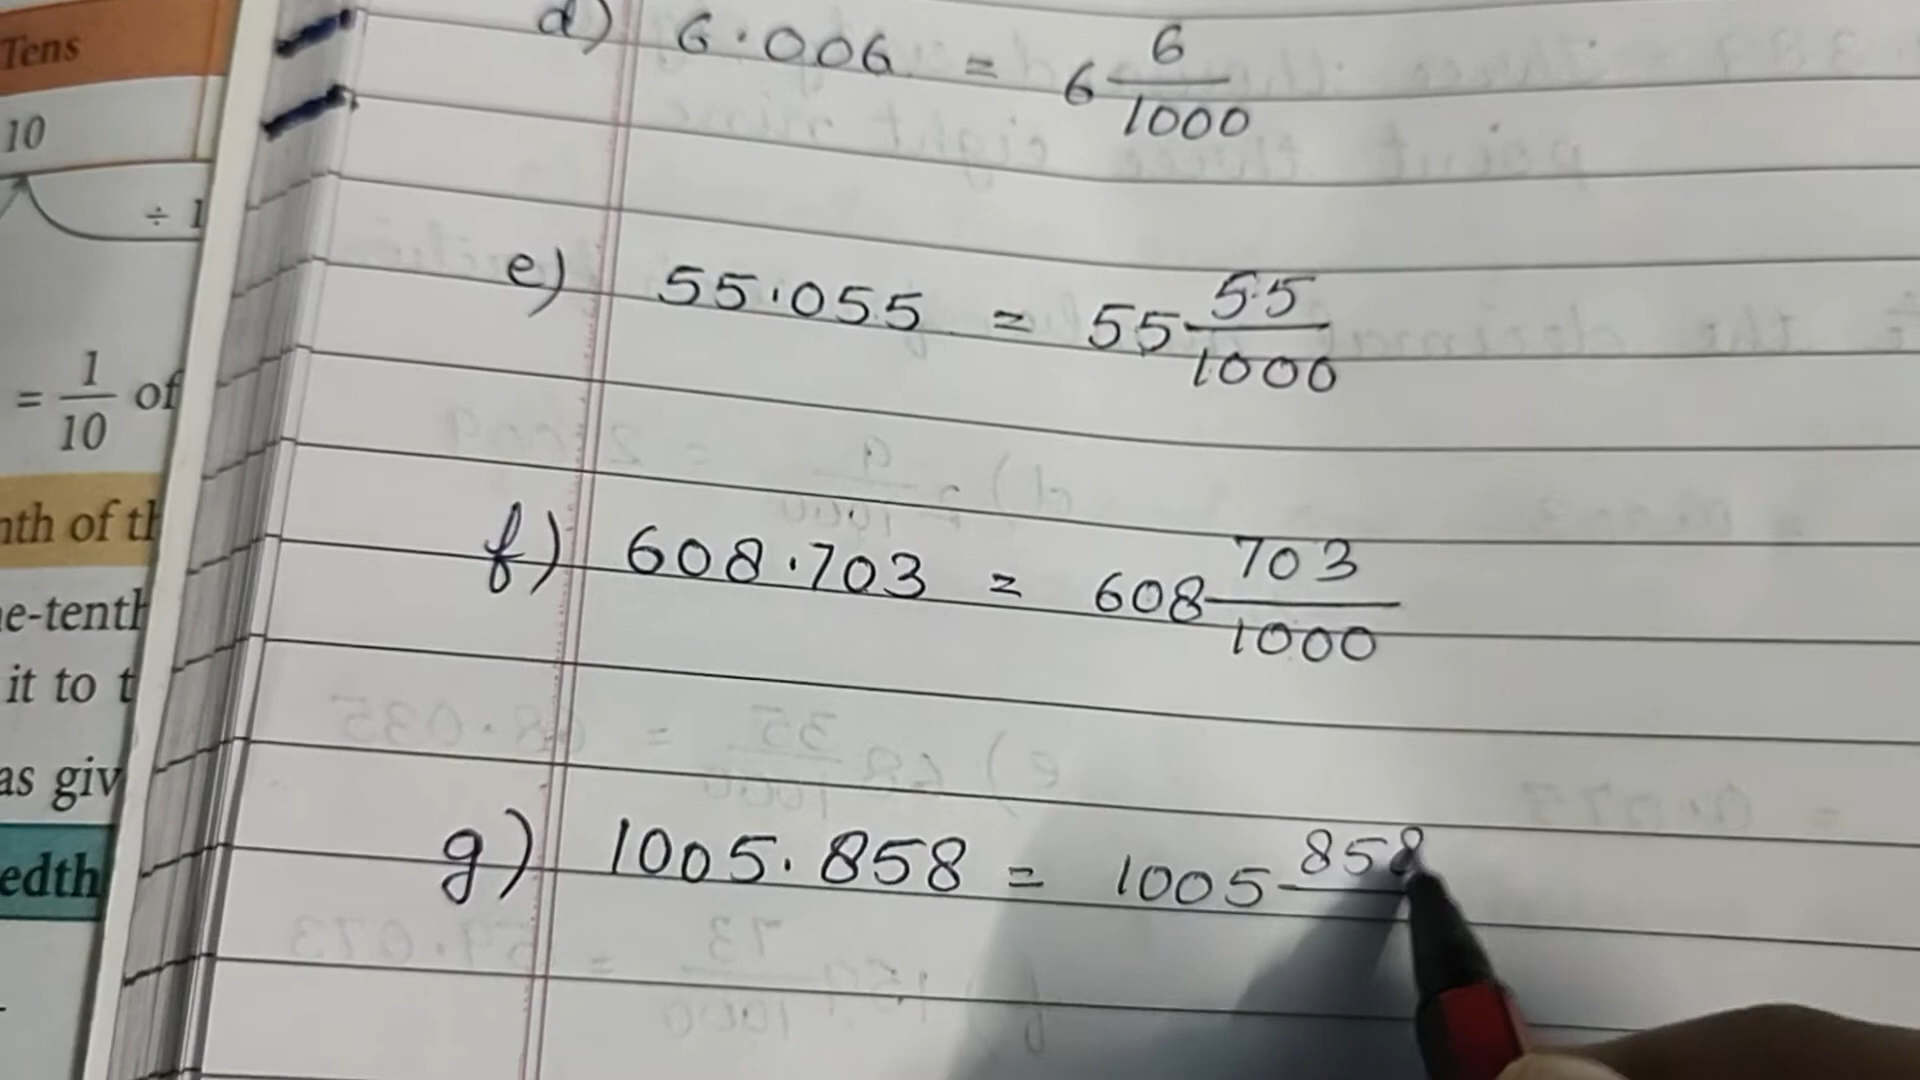 Tens
10
÷ 1
= 1/10 of
nth of th
e-tenth
it to t
as giv
edth
d) 6.006 = 6 6/1000
e) 55.055 = 55 55/1000
f) 608.703 = 608 703/1000
g) 1005.858 = 1005 858